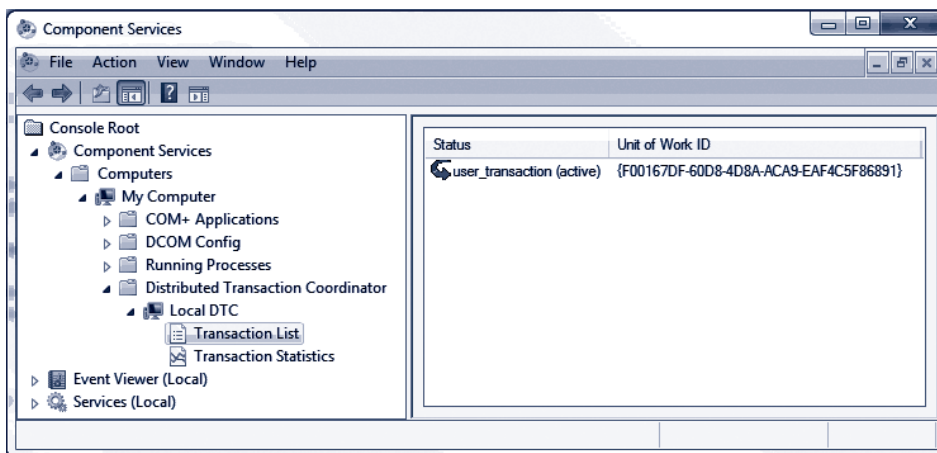 Component Services
File Action View Window Help
Console Root
Component Services
Computers
My Computer
COM+ Applications
DCOM Config
Running Processes
Distributed Transaction Coordinator
Local DTC
Transaction List
Transaction Statistics
Event Viewer (Local)
Services (Local)
Status Unit of Work ID
user_transaction (active) {F00167DF-60D8-4D8A-ACA9-EAF4C5F86891}